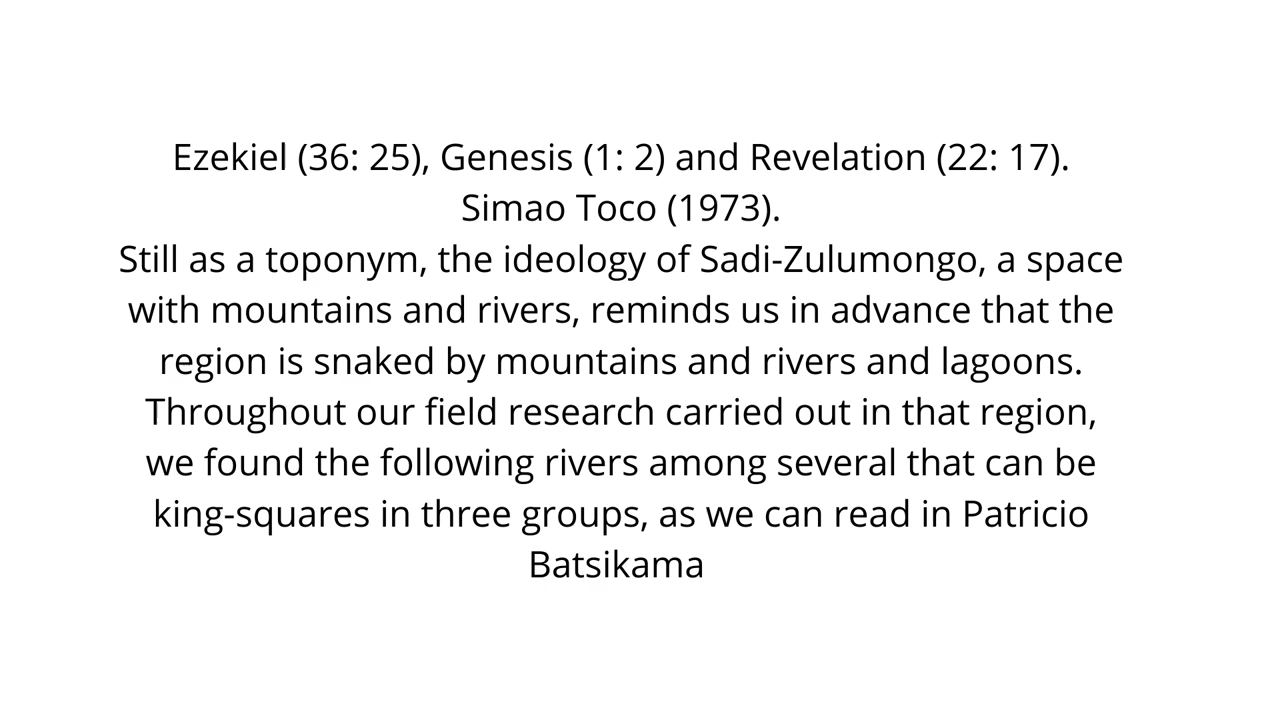 Ezekiel (36: 25), Genesis (1: 2) and Revelation (22: 17).
Simao Toco (1973).
Still as a toponym, the ideology of Sadi-Zulumongo, a space
with mountains and rivers, reminds us in advance that the
region is snaked by mountains and rivers and lagoons.
Throughout our field research carried out in that region,
we found the following rivers among several that can be
king-squares in three groups, as we can read in Patricio
Batsikama